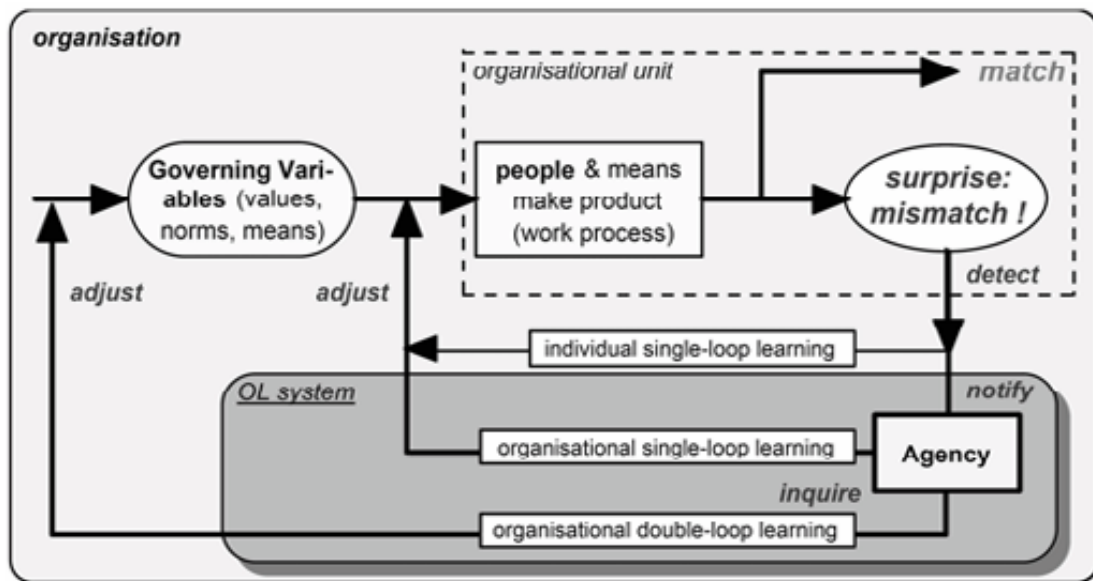 organisation
organisational unit
match
Governing Vari-
ables (values,
norms, means)
people & means
make product
(work process)
surprise:
mismatch !
adjust
adjust
detect
individual single-loop learning
OL system
notify
organisational single-loop learning
Agency
inquire
organisational double-loop learning